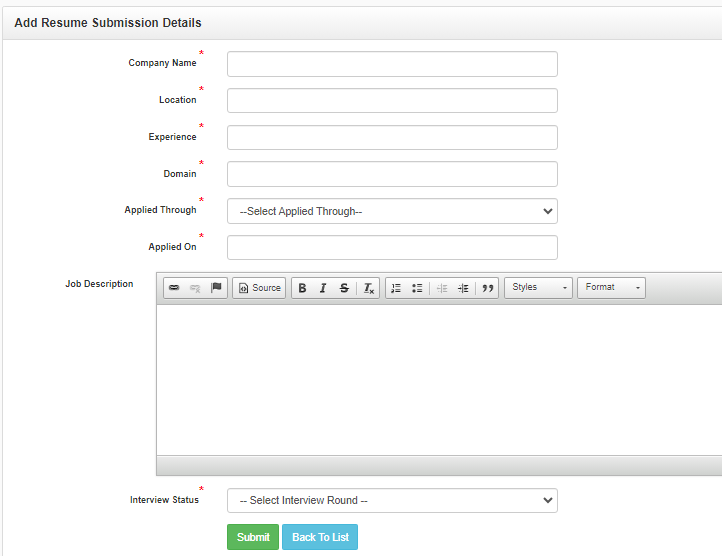 Add Resume Submission Details
Company Name *
Location *
Experience *
Domain *
Applied Through * --Select Applied Through--
Applied On *
Job Description
Source B I S Tx Styles Format
Interview Status * -- Select Interview Round --
Submit Back To List